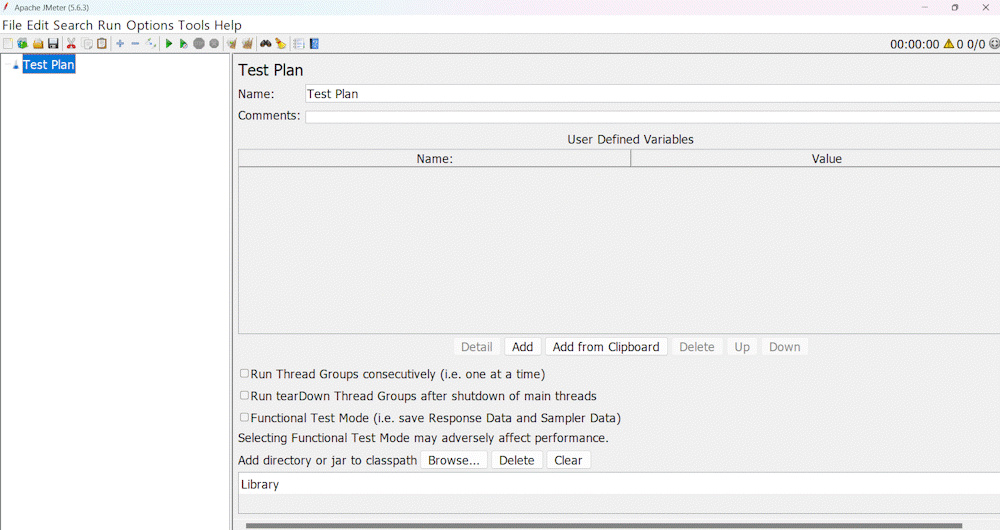 Apache JMeter (5.6.3)
File Edit Search Run Options Tools Help
00:00:00 0 0/0
Test Plan
Test Plan
Name: Test Plan
Comments:
User Defined Variables
Name: Value
Detail Add Add from Clipboard Delete Up Down
Run Thread Groups consecutively (i.e. one at a time)
Run tearDown Thread Groups after shutdown of main threads
Functional Test Mode (i.e. save Response Data and Sampler Data)
Selecting Functional Test Mode may adversely affect performance.
Add directory or jar to classpath Browse... Delete Clear
Library